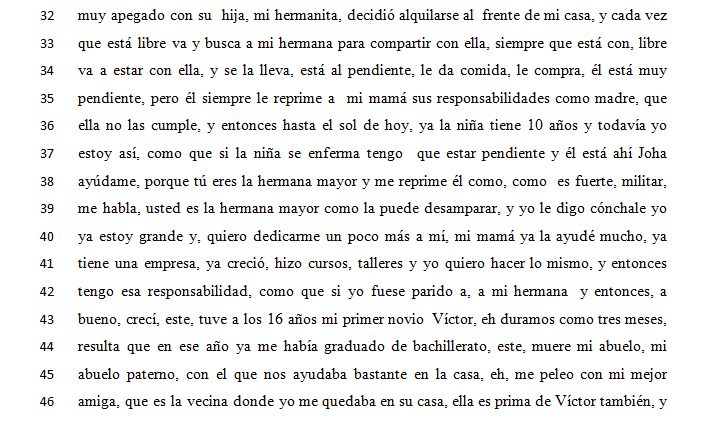 32 muy apegado con su hija, mi hermanita, decidió alquilarse al frente de mi casa, y cada vez
33 que está libre va y busca a mi hermana para compartir con ella, siempre que está con, libre
34 va a estar con ella, y se la lleva, está al pendiente, le da comida, le compra, él está muy
35 pendiente, pero él siempre le reprime a mi mamá sus responsabilidades como madre, que
36 ella no las cumple, y entonces hasta el sol de hoy, ya la niña tiene 10 años y todavía yo
37 estoy así, como que si la niña se enferma tengo que estar pendiente y él está ahí Joha
38 ayúdame, porque tú eres la hermana mayor y me reprime él como, como es fuerte, militar,
39 me habla, usted es la hermana mayor como la puede desamparar, y yo le digo cónchale yo
40 ya estoy grande y, quiero dedicarme un poco más a mí, mi mamá ya la ayudé mucho, ya
41 tiene una empresa, ya creció, hizo cursos, talleres y yo quiero hacer lo mismo, y entonces
42 tengo esa responsabilidad, como que si yo fuese parido a, a mi hermana y entonces, a
43 bueno, crecí, este, tuve a los 16 años mi primer novio Víctor, eh duramos como tres meses,
44 resulta que en ese año ya me había graduado de bachillerato, este, muere mi abuelo, mi
45 abuelo paterno, con el que nos ayudaba bastante en la casa, eh, me peleo con mi mejor
46 amiga, que es la vecina donde yo me quedaba en su casa, ella es prima de Víctor también, y